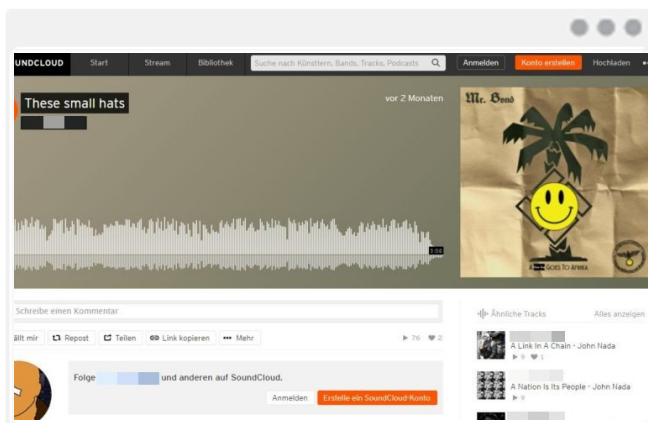 UNDCLOUD Start Stream Bibliothek Suche nach Künstlern, Bands, Tracks, Podcasts Anmelden Konto erstellen Hochladen
These small hats
vor 2 Monaten
Mr. Bond
3:06
A GOES TO AFRIKA
Schreibe einen Kommentar
ällt mir Repost Teilen Link kopieren Mehr 76 2
Ähnliche Tracks Alles anzeigen
A Link In A Chain - John Nada
9 1
Folge und anderen auf SoundCloud.
Anmelden Erstelle ein SoundCloud-Konto
A Nation Is Its People - John Nada
9